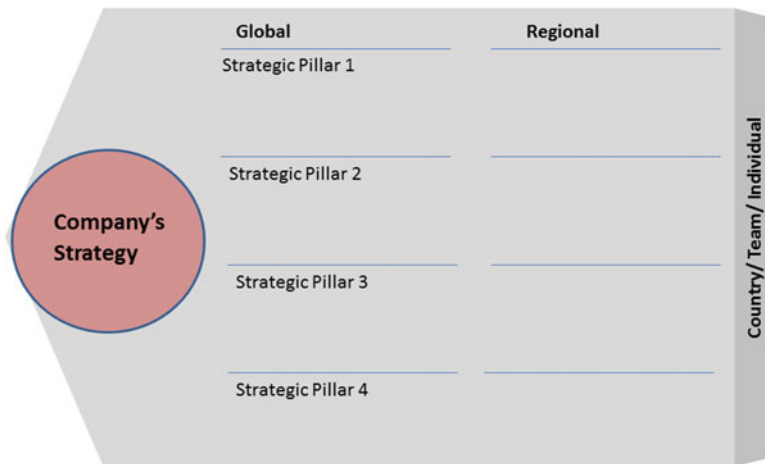 Global
Regional
Strategic Pillar 1
Strategic Pillar 2
Company's
Strategy
Strategic Pillar 3
Strategic Pillar 4
Country/ Team/ Individual